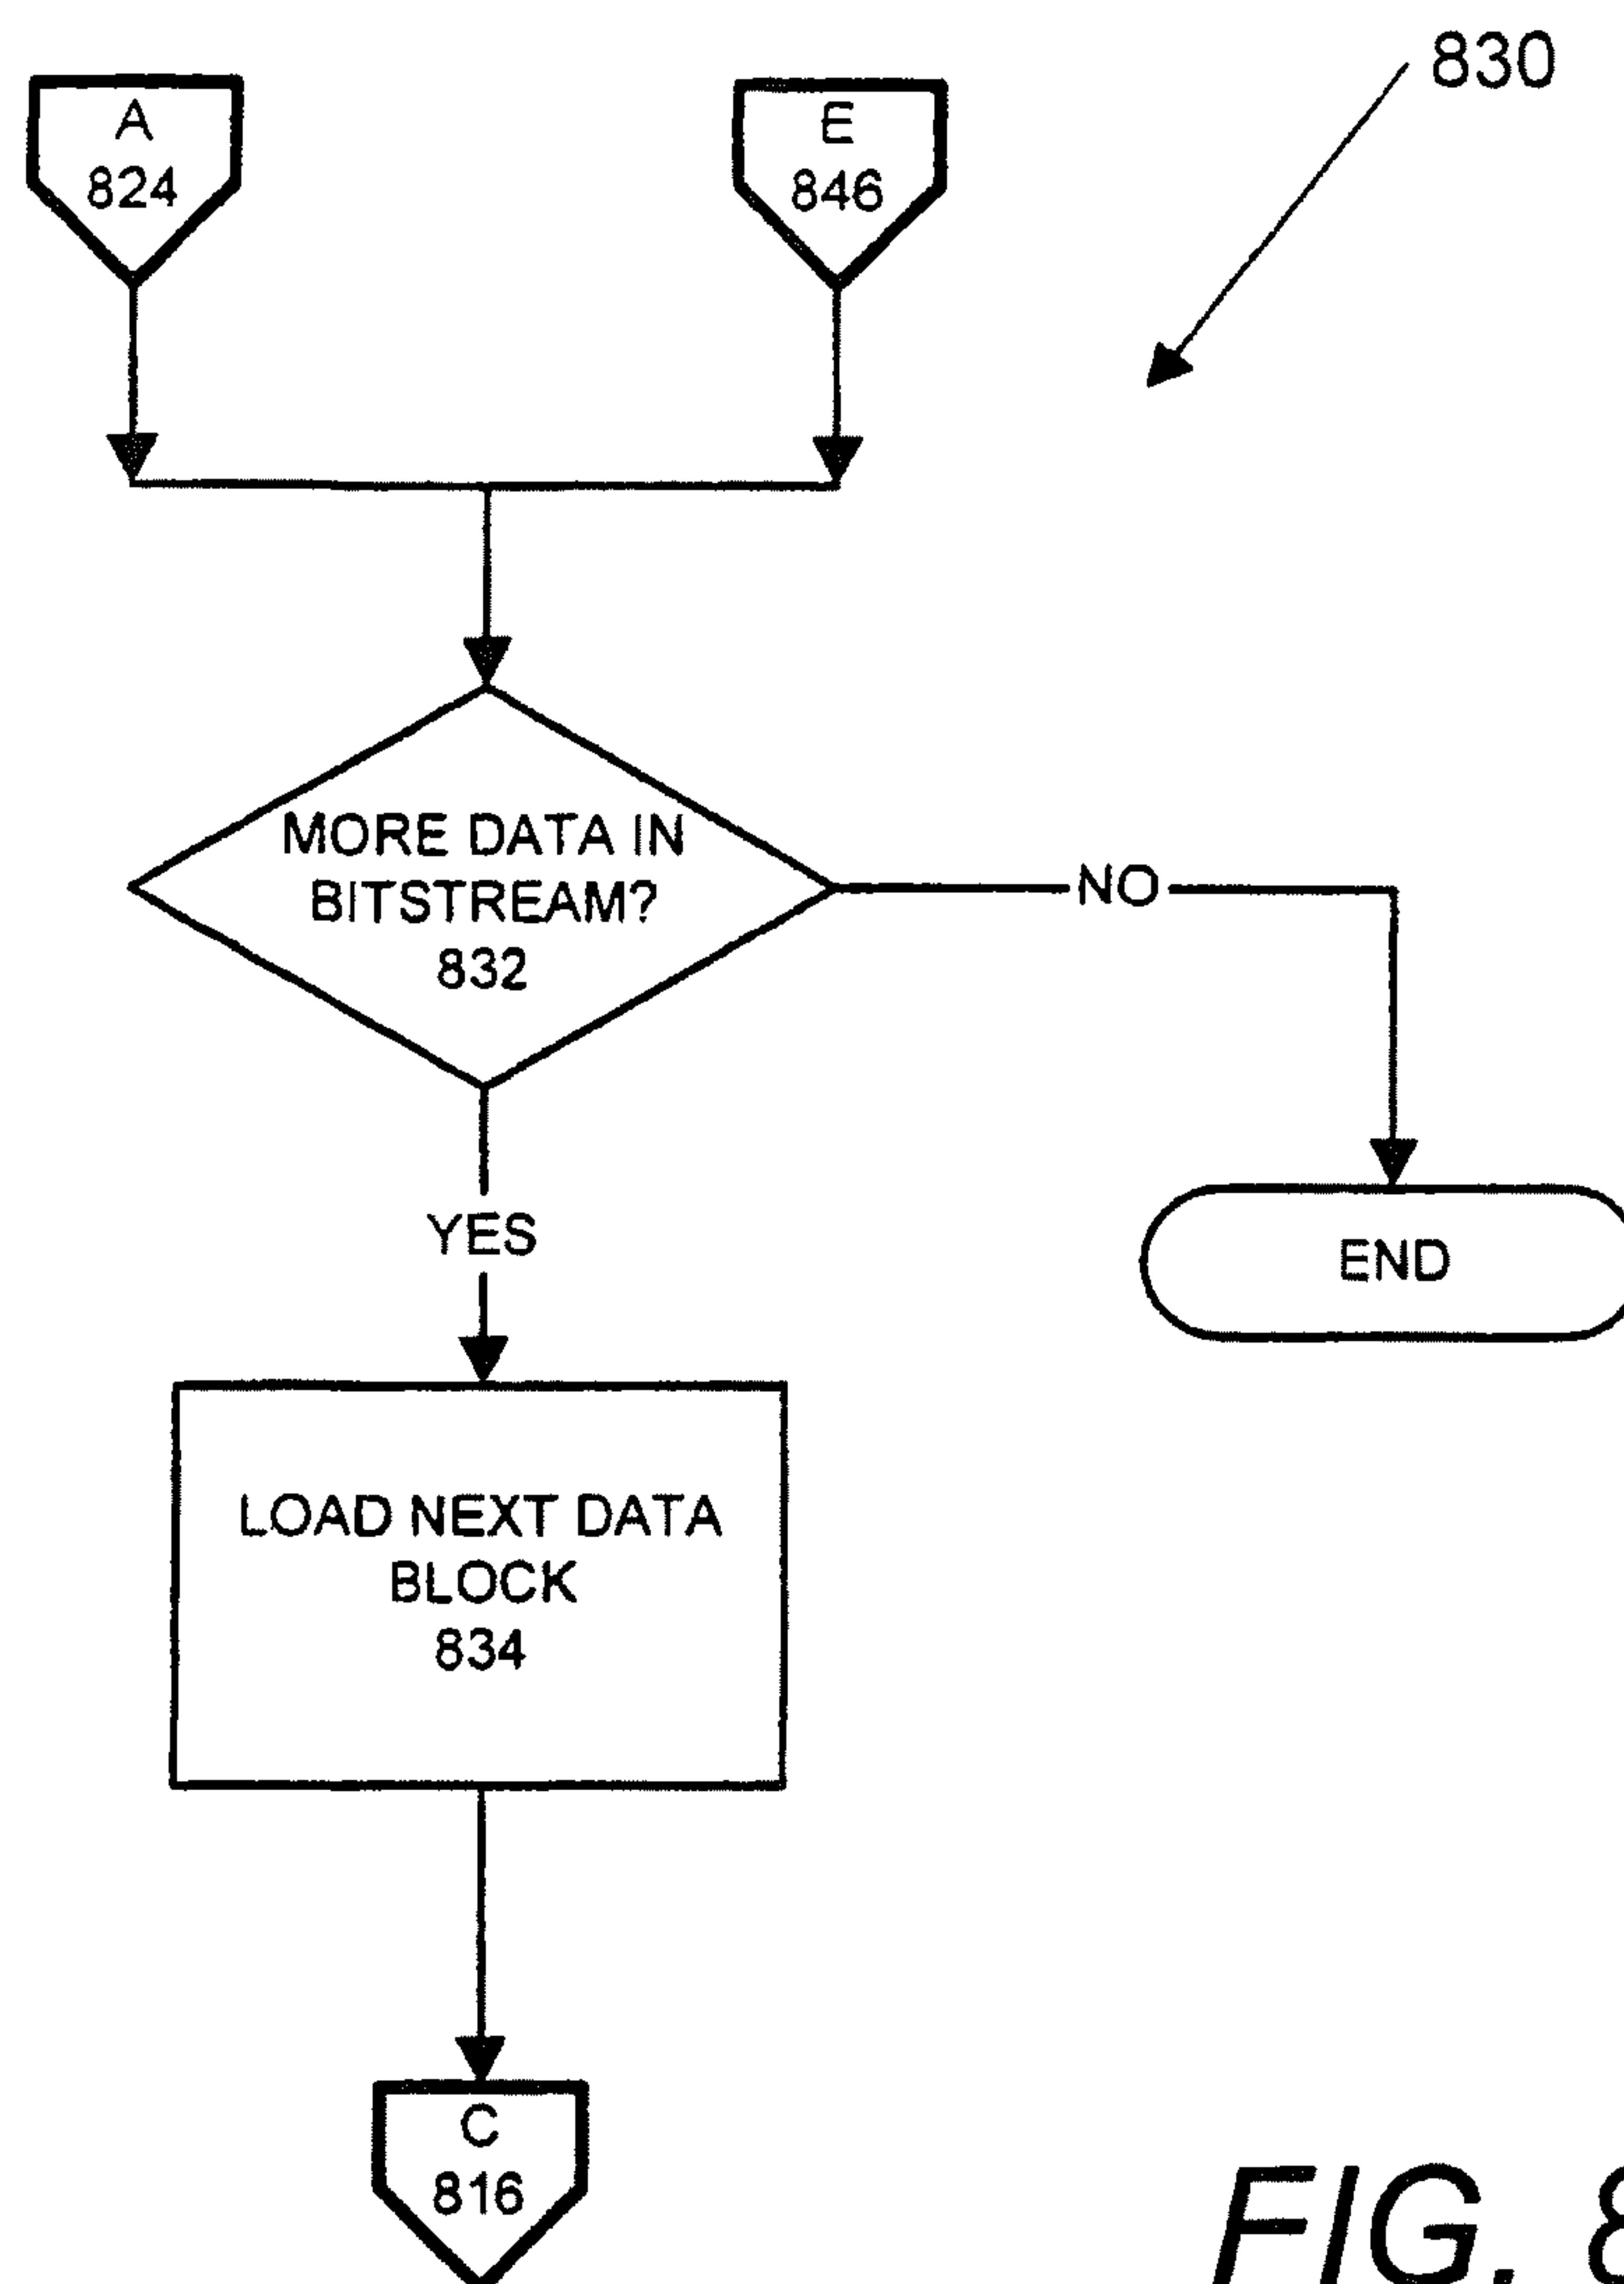 830
A
824
E
846
MORE DATA IN
BITSTREAM?
832
NO
YES
END
LOAD NEXT DATA
BLOCK
834
C
816
FIG. 8